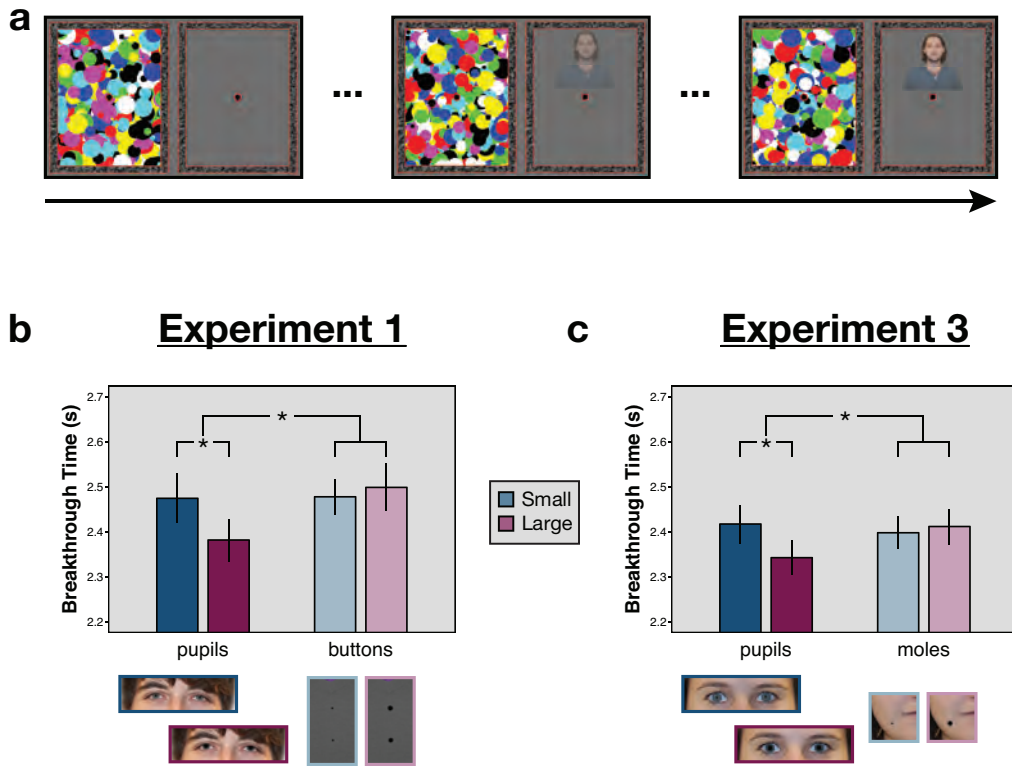 a
... ...
b Experiment 1
Breakthrough Time (s)
2.7
2.6
2.5
2.4
2.3
2.2
*
*
pupils buttons
Small
Large
c Experiment 3
Breakthrough Time (s)
2.7
2.6
2.5
2.4
2.3
2.2
*
*
pupils moles